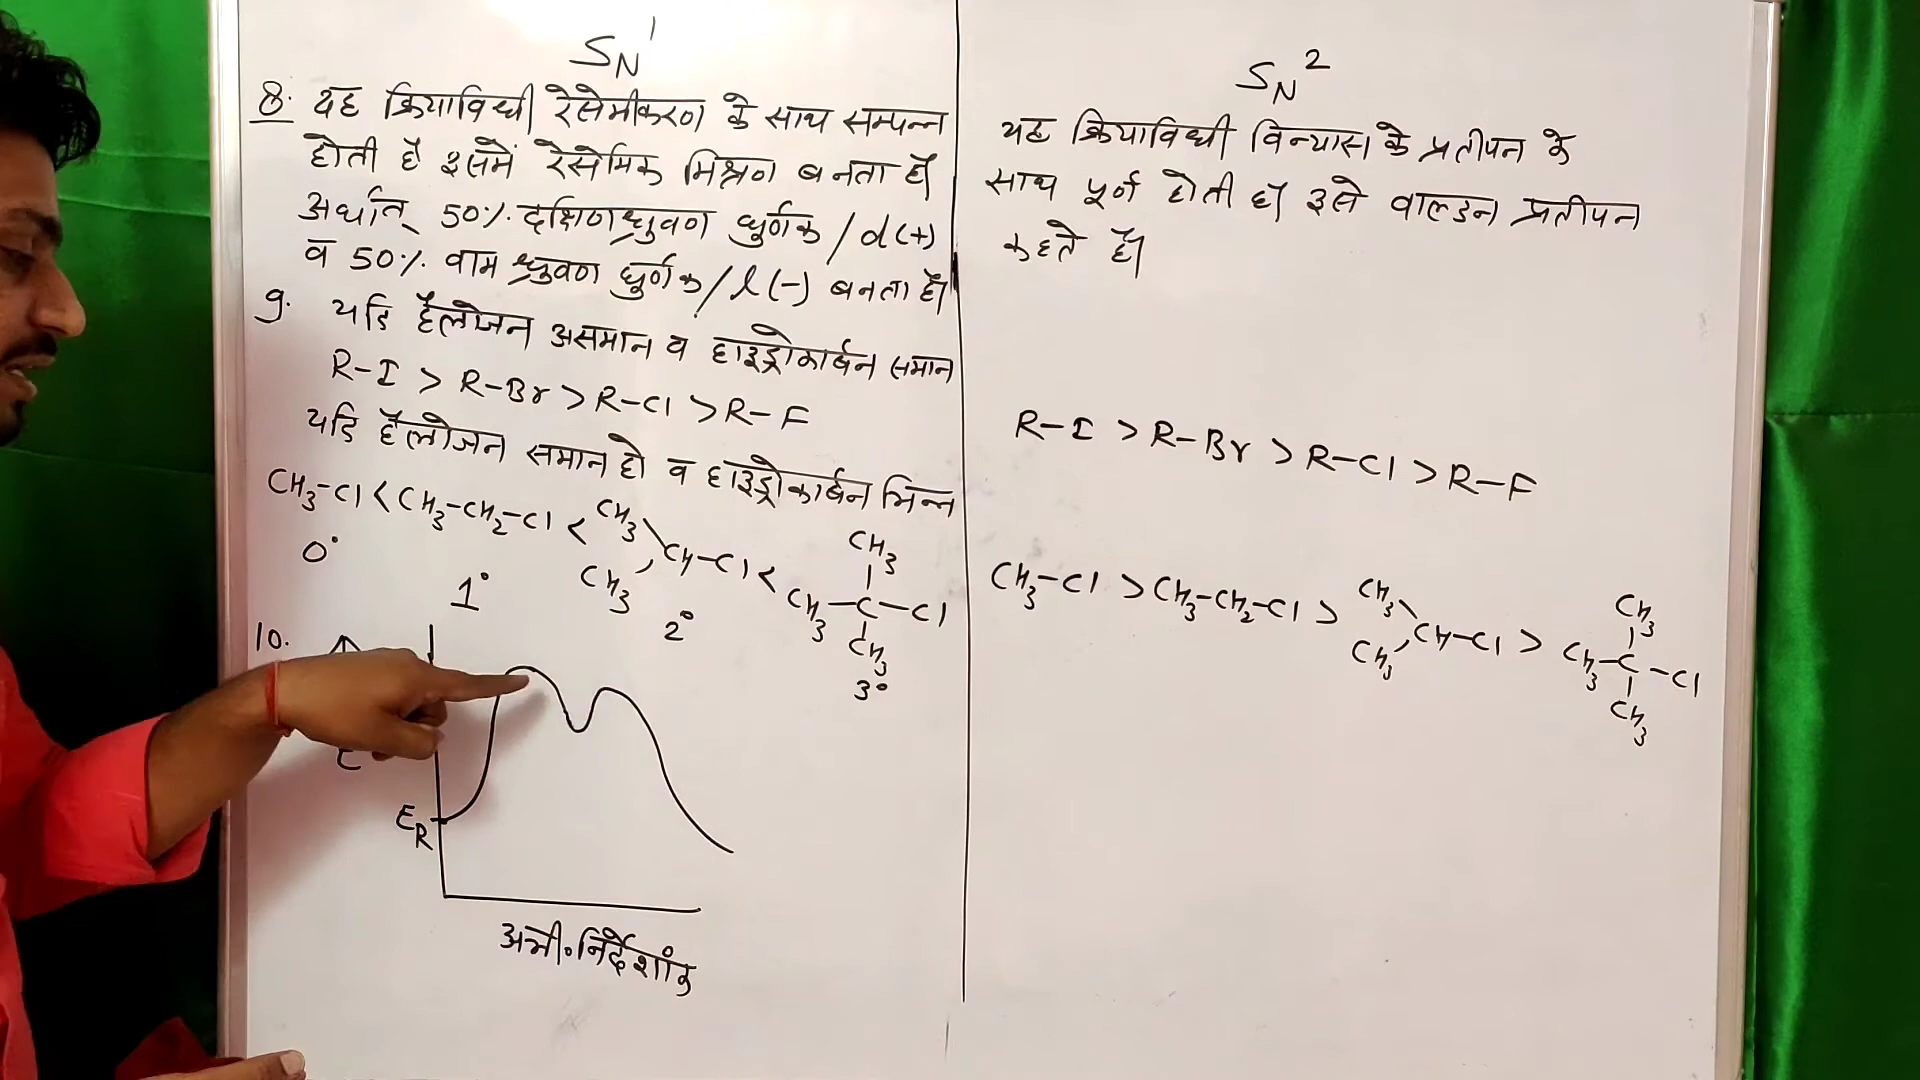 SN1
8. यह क्रियाविधी रेसेमीकरण के साथ सम्पन्न
होती है इसमें रेसेमिक मिश्रण बनता है।
अर्थात् 50% दक्षिण ध्रुवण घुर्णक / d(+)
व 50% वाम ध्रुवण घुर्णक / l(-) बनता है।
9. यदि हैलोजन असमान व हाइड्रोकार्बन समान
R-I > R-Br > R-Cl > R-F
यदि हैलोजन समान हो व हाइड्रोकार्बन भिन्न
CH3-Cl < CH3-CH2-Cl < CH3 CH3 CH-Cl < CH3-C-Cl CH3 CH3
0° 1° 2° 3°
10.
E
ER
अभी॰ निर्देशांक
SN2
यह क्रियाविधी विन्यास के प्रतीपन के
साथ पूर्ण होती है। इसे वाल्डन प्रतीपन
कहते है।
R-I > R-Br > R-Cl > R-F
CH3-Cl > CH3-CH2-Cl > CH3 CH3 CH-Cl > CH3-C-Cl CH3 CH3